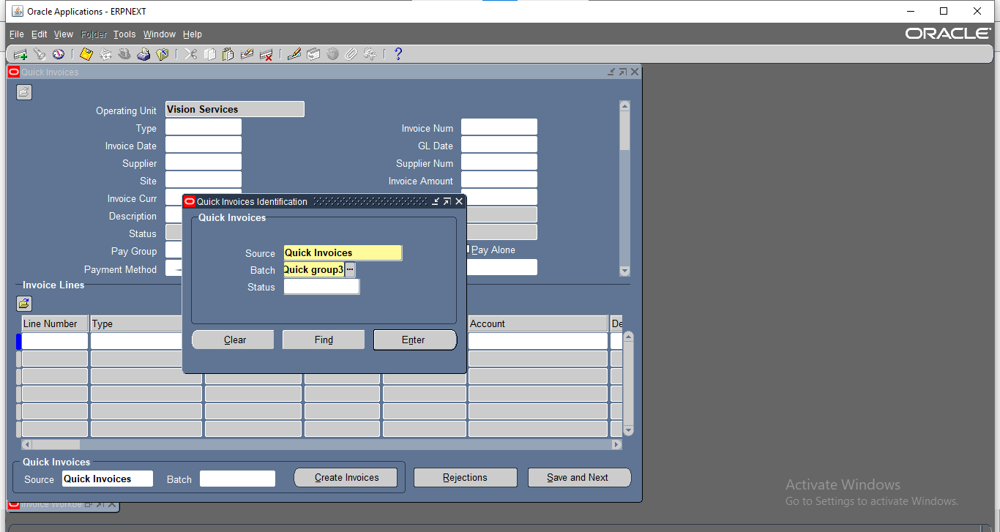 Oracle Applications - ERPNEXT
File Edit View Folder Tools Window Help
ORACLE
Quick Invoices
Operating Unit Vision Services
Type Invoice Num
Invoice Date GL Date
Supplier Supplier Num
Site Invoice Amount
Invoice Curr
Description
Status
Pay Group Pay Alone
Payment Method
Quick Invoices Identification
Quick Invoices
Source Quick Invoices
Batch Quick group3 ...
Status
Clear Find Enter
Invoice Lines
Line Number Type Account De
Quick Invoices
Source Quick Invoices Batch Create Invoices Rejections Save and Next
Invoice Workbe
Activate Windows
Go to Settings to activate Windows.